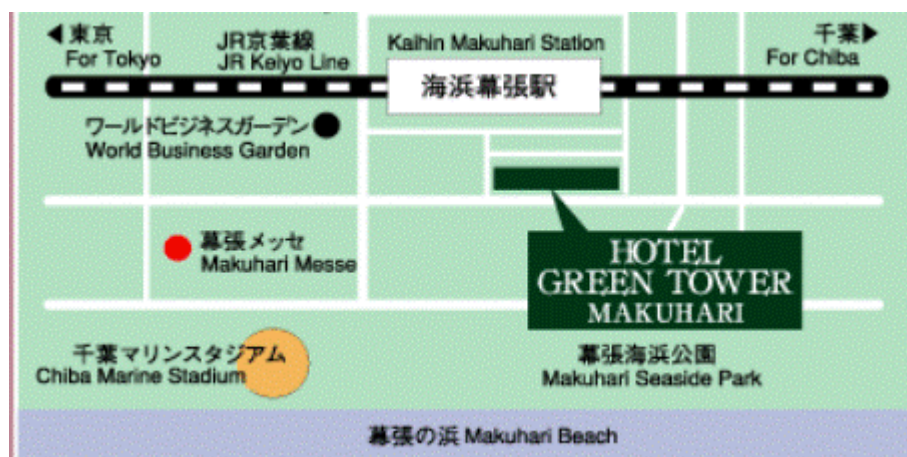 ◀東京
For Tokyo
JR京葉線
JR Keiyo Line
Kaihin Makuhari Station
海浜幕張駅
千葉▶
For Chiba
ワールドビジネスガーデン
World Business Garden
幕張メッセ
Makuhari Messe
HOTEL
GREEN TOWER
MAKUHARI
千葉マリンスタジアム
Chiba Marine Stadium
幕張海浜公園
Makuhari Seaside Park
幕張の浜 Makuhari Beach